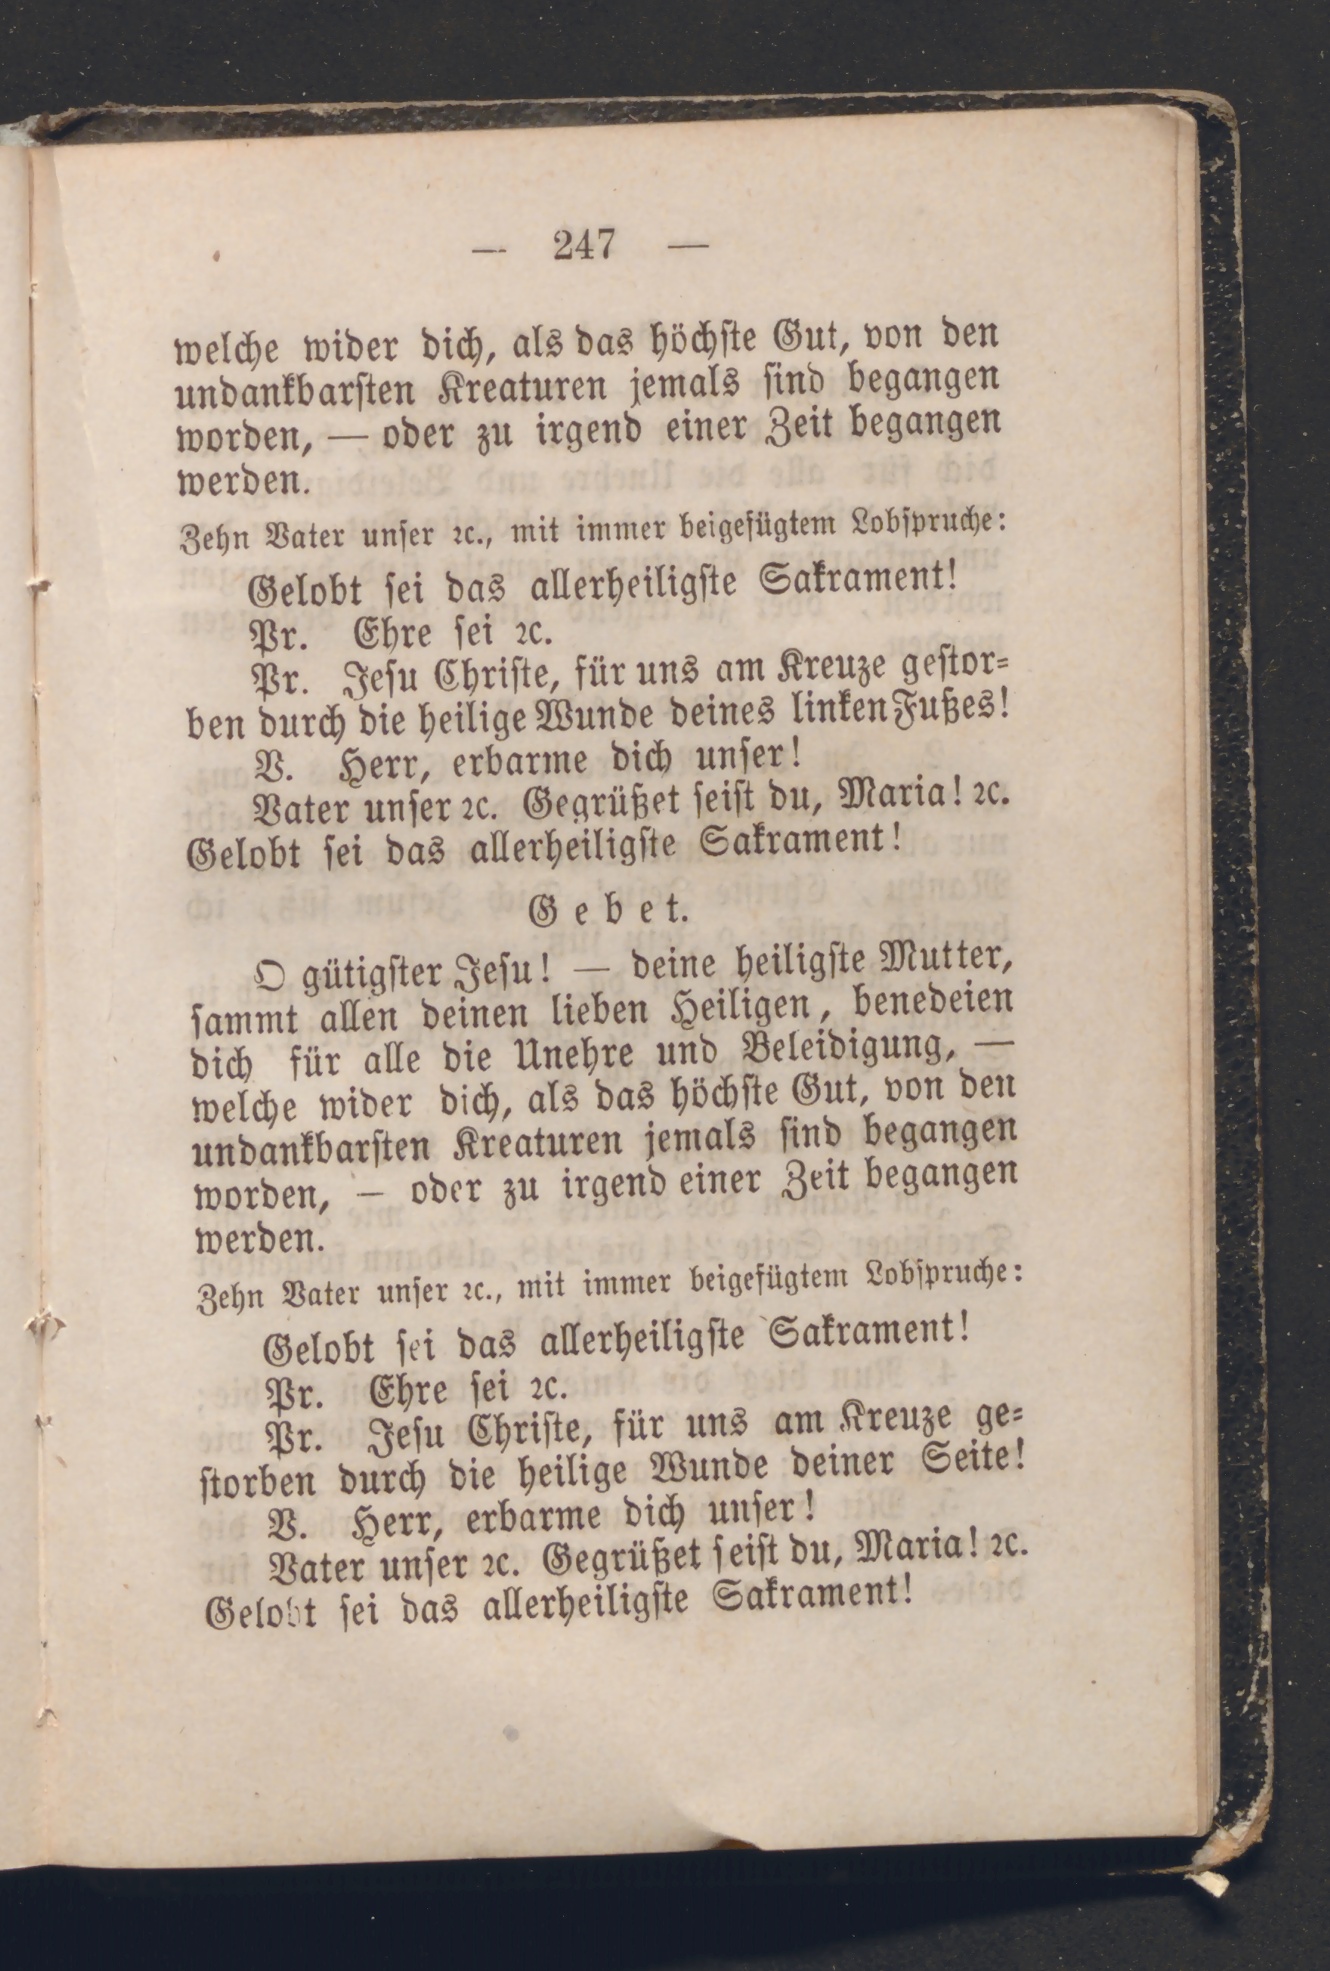 — 247 —
welche wider dich, als das höchste Gut, von den
undankbarsten Kreaturen jemals sind begangen
worden, — oder zu irgend einer Zeit begangen
werden.
Zehn Vater unser ꝛc., mit immer beigefügtem Lobspruche:
Gelobt sei das allerheiligste Sakrament!
Pr. Ehre sei ꝛc.
Pr. Jesu Christe, für uns am Kreuze gestor=
ben durch die heilige Wunde deines linken Fußes!
V. Herr, erbarme dich unser!
Vater unser ꝛc. Gegrüßet seist du, Maria! ꝛc.
Gelobt sei das allerheiligste Sakrament!
Gebet.
O gütigster Jesu! — deine heiligste Mutter,
sammt allen deinen lieben Heiligen, benedeien
dich für alle die Unehre und Beleidigung, —
welche wider dich, als das höchste Gut, von den
undankbarsten Kreaturen jemals sind begangen
worden, — oder zu irgend einer Zeit begangen
werden.
Zehn Vater unser ꝛc., mit immer beigefügtem Lobspruche:
Gelobt sei das allerheiligste Sakrament!
Pr. Ehre sei ꝛc.
Pr. Jesu Christe, für uns am Kreuze ge=
storben durch die heilige Wunde deiner Seite!
V. Herr, erbarme dich unser!
Vater unser ꝛc. Gegrüßet seist du, Maria! ꝛc.
Gelobt sei das allerheiligste Sakrament!